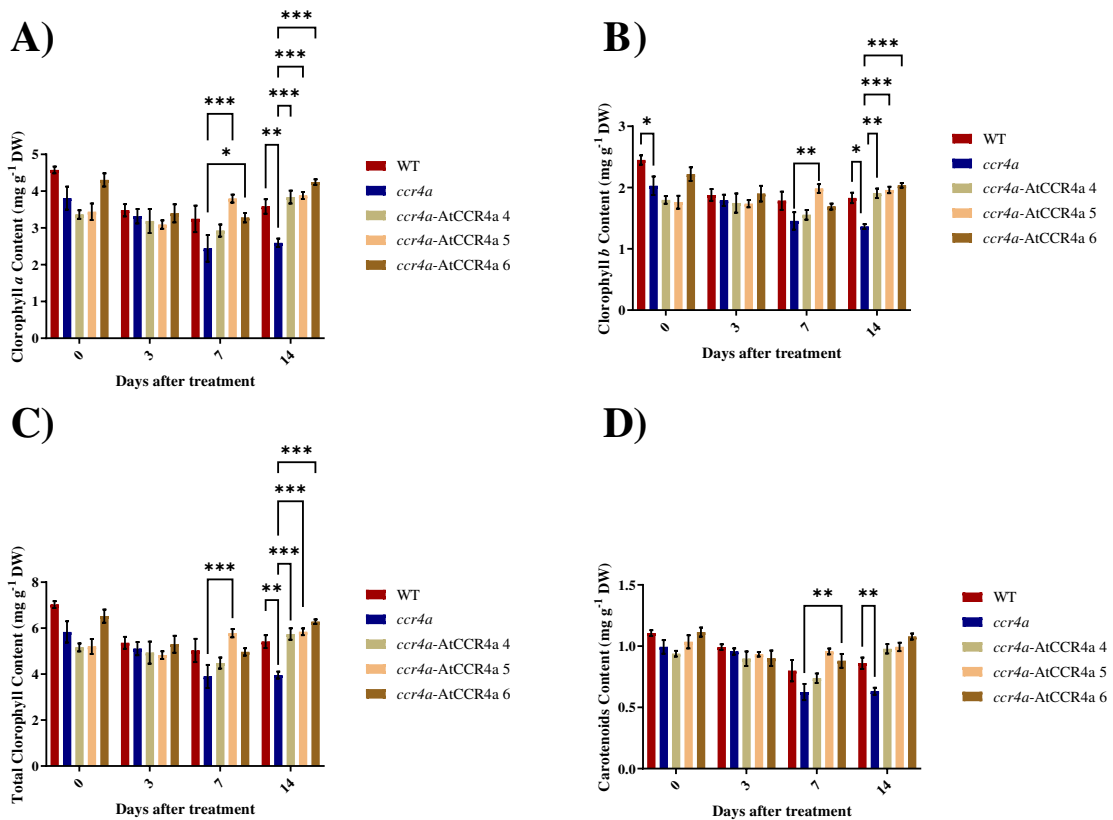 A)
***
***
***
***
**
*
5
4
3
2
1
0
Clorophyll a Content (mg g-1 DW)
0
3
7
14
Days after treatment
WT
ccr4a
ccr4a-AtCCR4a 4
ccr4a-AtCCR4a 5
ccr4a-AtCCR4a 6
B)
***
***
**
*
**
*
3
2
1
0
Clorophyll b Content (mg g-1 DW)
0
3
7
14
Days after treatment
WT
ccr4a
ccr4a-AtCCR4a 4
ccr4a-AtCCR4a 5
ccr4a-AtCCR4a 6
C)
***
***
***
***
**
8
6
4
2
0
Total Clorophyll Content (mg g-1 DW)
0
3
7
14
Days after treatment
WT
ccr4a
ccr4a-AtCCR4a 4
ccr4a-AtCCR4a 5
ccr4a-AtCCR4a 6
D)
**
**
1.5
1.0
0.5
0.0
Carotenoids Content (mg g-1 DW)
0
3
7
14
Days after treatment
WT
ccr4a
ccr4a-AtCCR4a 4
ccr4a-AtCCR4a 5
ccr4a-AtCCR4a 6